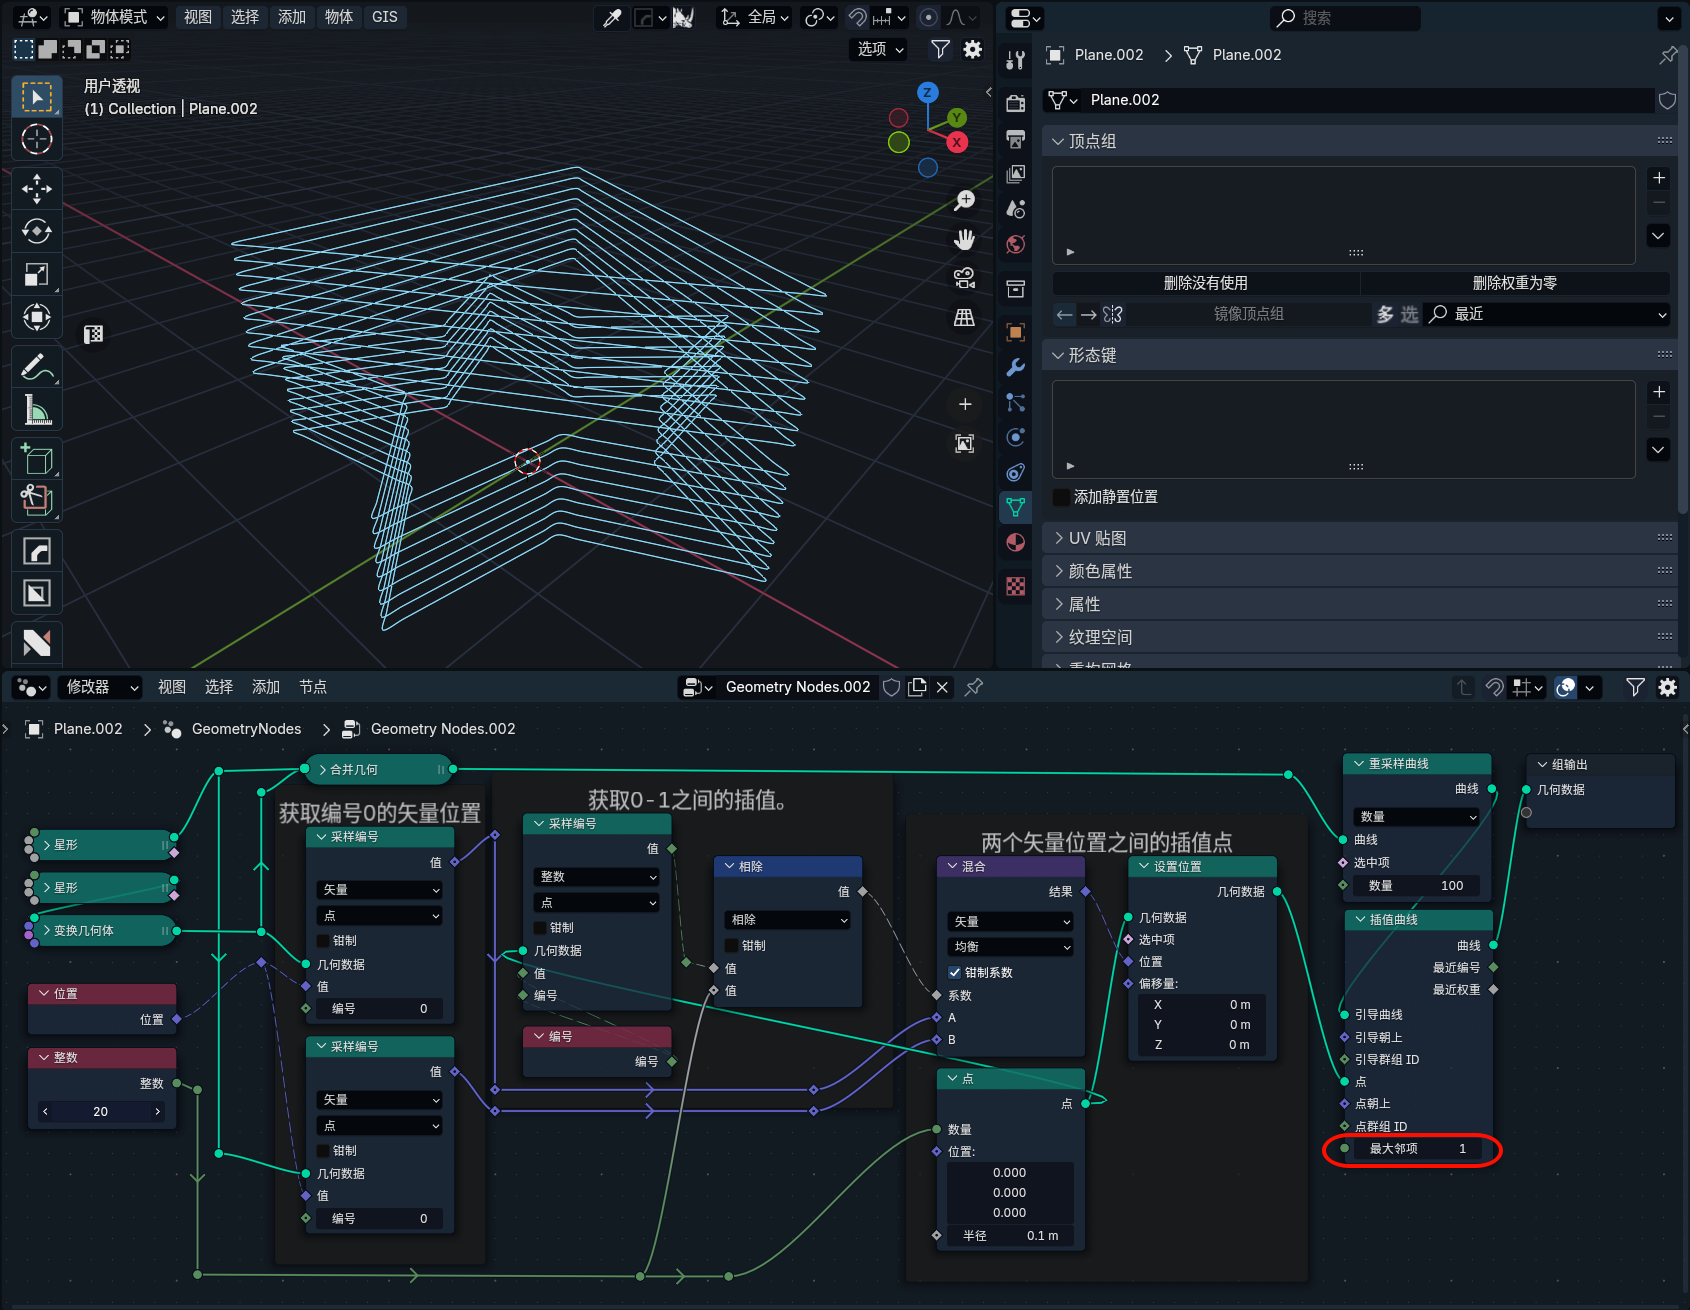 物体模式
视图
选择
添加
物体
GIS
全局
选项
用户透视
(1) Collection | Plane.002
Z
Y
X
搜索
Plane.002
Plane.002
Plane.002
顶点组
删除没有使用
删除权重为零
镜像顶点组
多 选
最近
形态键
添加静置位置
UV 贴图
颜色属性
属性
纹理空间
重构网格
修改器
视图
选择
添加
节点
Geometry Nodes.002
Plane.002
GeometryNodes
Geometry Nodes.002
合并几何
星形
星形
变换几何体
位置
位置
整数
整数
20
获取编号0的矢量位置
采样编号
值
矢量
点
钳制
几何数据
值
编号
0
采样编号
值
矢量
点
钳制
几何数据
值
编号
0
获取0-1之间的插值。
采样编号
值
整数
点
钳制
几何数据
值
编号
编号
编号
相除
值
相除
钳制
值
值
两个矢量位置之间的插值点
混合
结果
矢量
均衡
钳制系数
系数
A
B
点
点
数量
位置:
0.000
0.000
0.000
半径
0.1 m
设置位置
几何数据
几何数据
选中项
位置
偏移量:
X
0 m
Y
0 m
Z
0 m
重采样曲线
曲线
数量
曲线
选中项
数量
100
插值曲线
曲线
最近编号
最近权重
引导曲线
引导朝上
引导群组 ID
点
点朝上
点群组 ID
最大邻项
1
组输出
几何数据